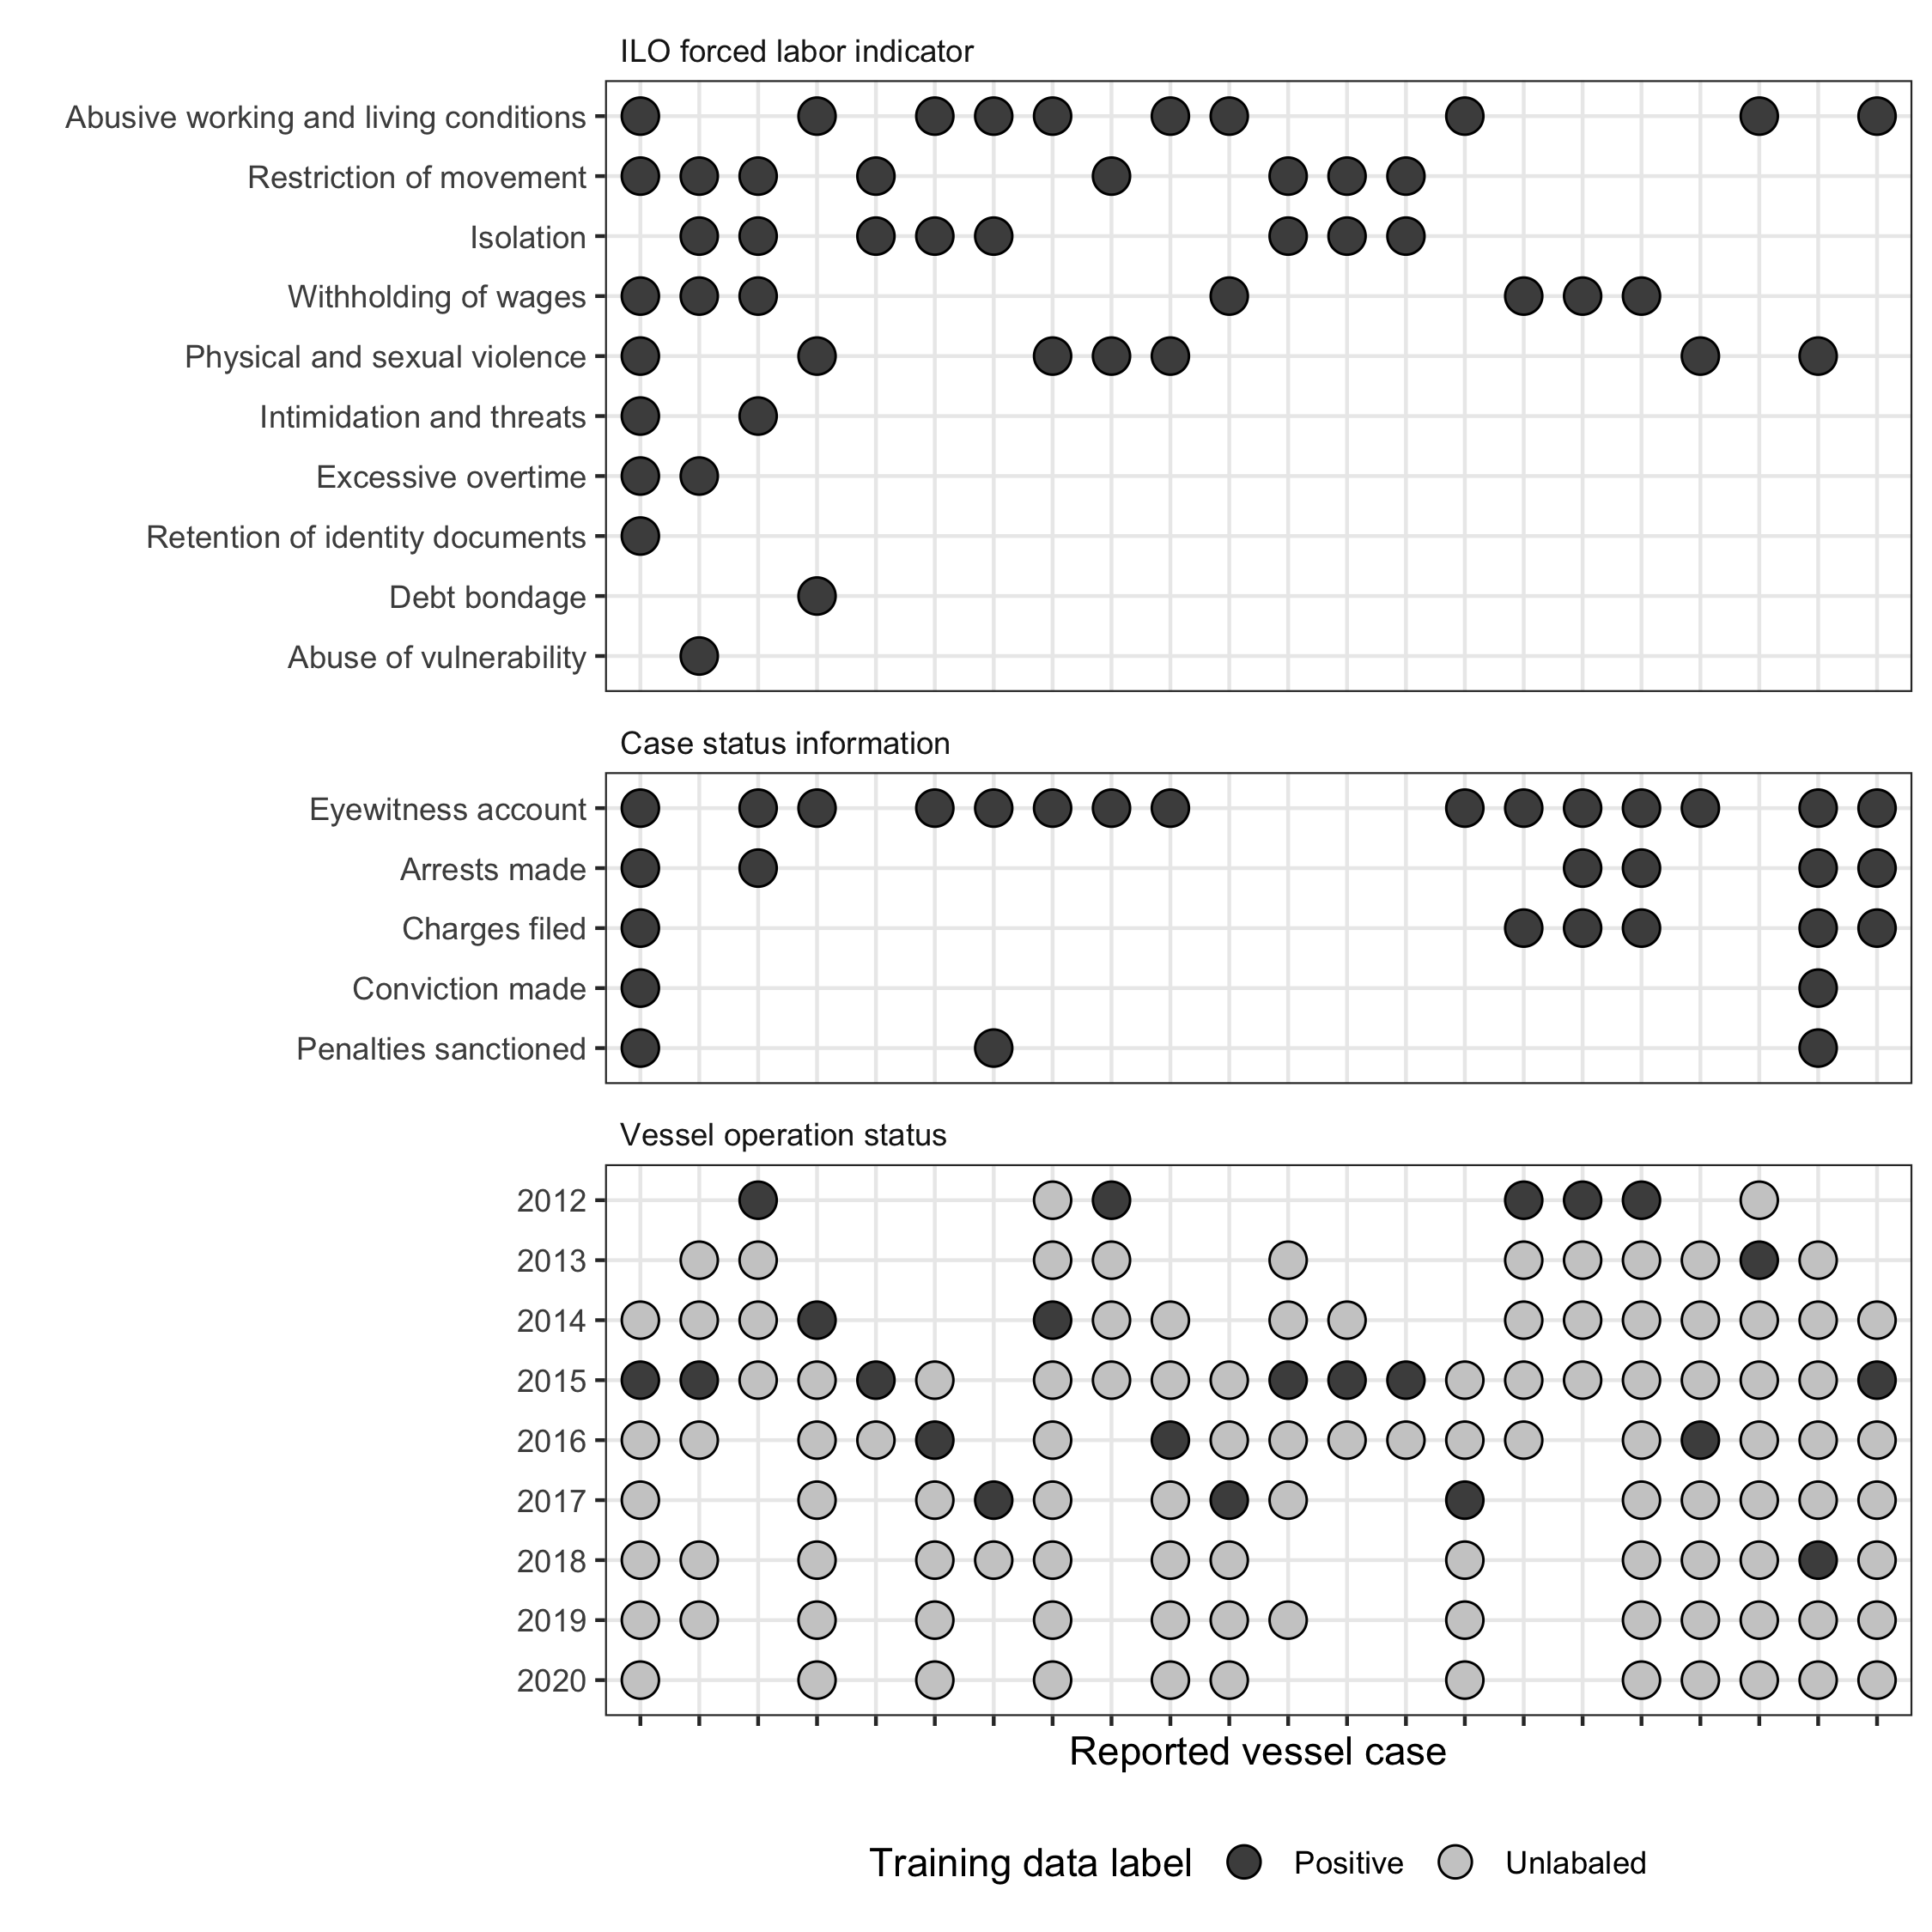 ILO forced labor indicator
Abusive working and living conditions
Restriction of movement
Isolation
Withholding of wages
Physical and sexual violence
Intimidation and threats
Excessive overtime
Retention of identity documents
Debt bondage
Abuse of vulnerability
Case status information
Eyewitness account
Arrests made
Charges filed
Conviction made
Penalties sanctioned
Vessel operation status
2012
2013
2014
2015
2016
2017
2018
2019
2020
Reported vessel case
Training data label Positive Unlabaled